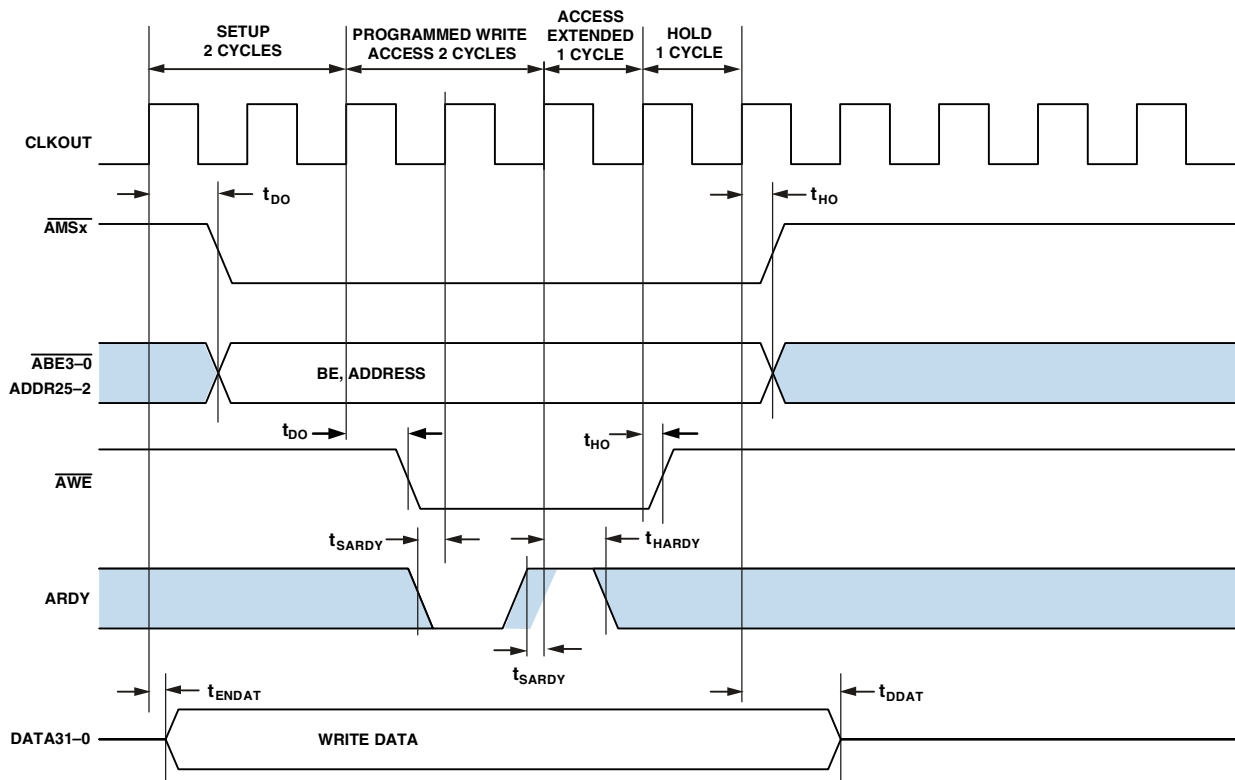 SETUP
2 CYCLES
PROGRAMMED WRITE
ACCESS 2 CYCLES
ACCESS
EXTENDED
1 CYCLE
HOLD
1 CYCLE
CLKOUT
tDO
tHO
AMSx
ABE3–0
ADDR25–2
BE, ADDRESS
tDO
tHO
AWE
tSARDY
tHARDY
ARDY
tSARDY
tENDAT
tDDAT
DATA31–0
WRITE DATA